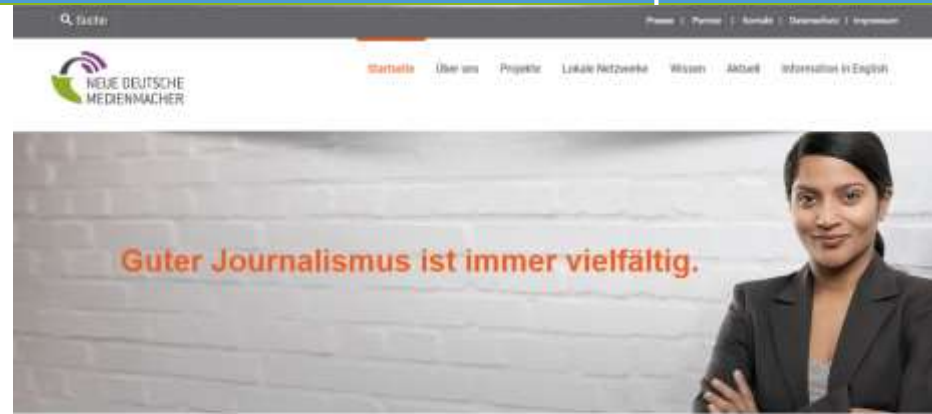 Suche
Presse | Partner | Kontakt | Datenschutz | Impressum
NEUE DEUTSCHE
MEDIENMACHER
Startseite Über uns Projekte Lokale Netzwerke Wissen Aktuell Information in English
Guter Journalismus ist immer vielfältig.